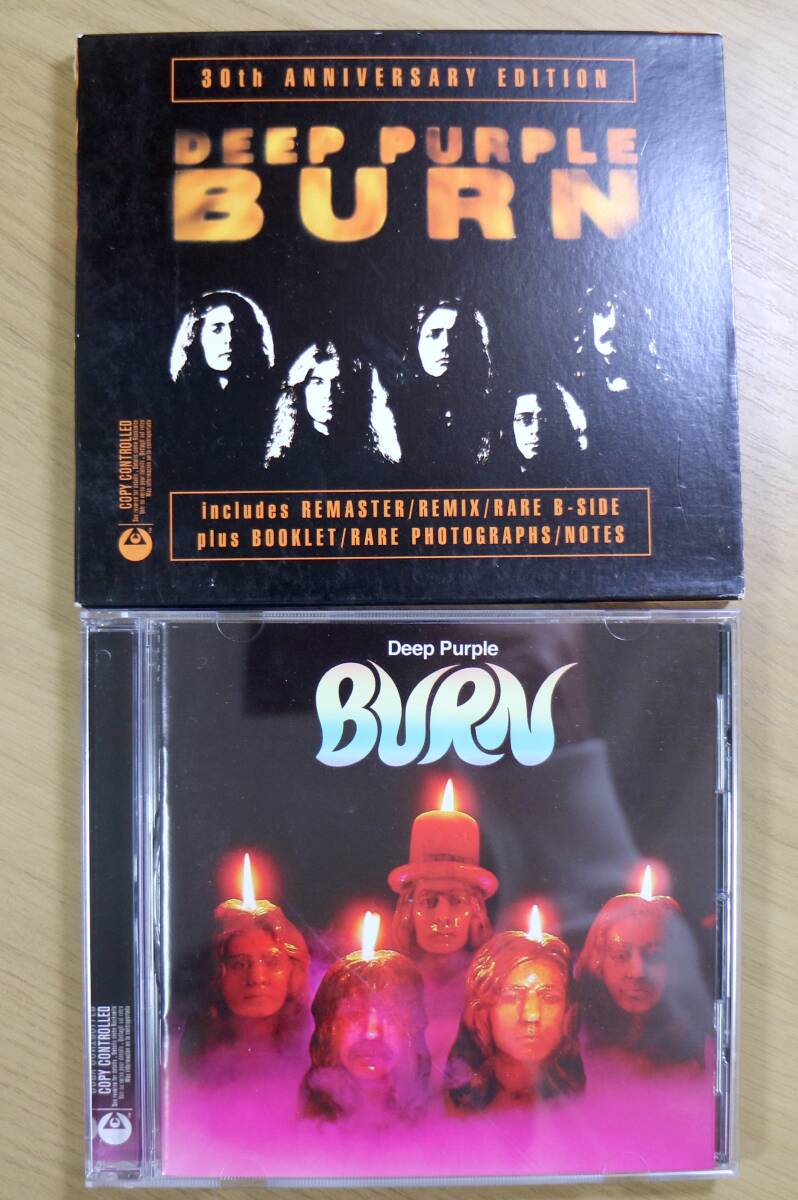 30th ANNIVERSARY EDITION
DEEP PURPLE
BURN
COPY CONTROLLED
includes REMASTER/REMIX/RARE B-SIDE
plus BOOKLET/RARE PHOTOGRAPHS/NOTES
Deep Purple
BURN
COPY CONTROLLED